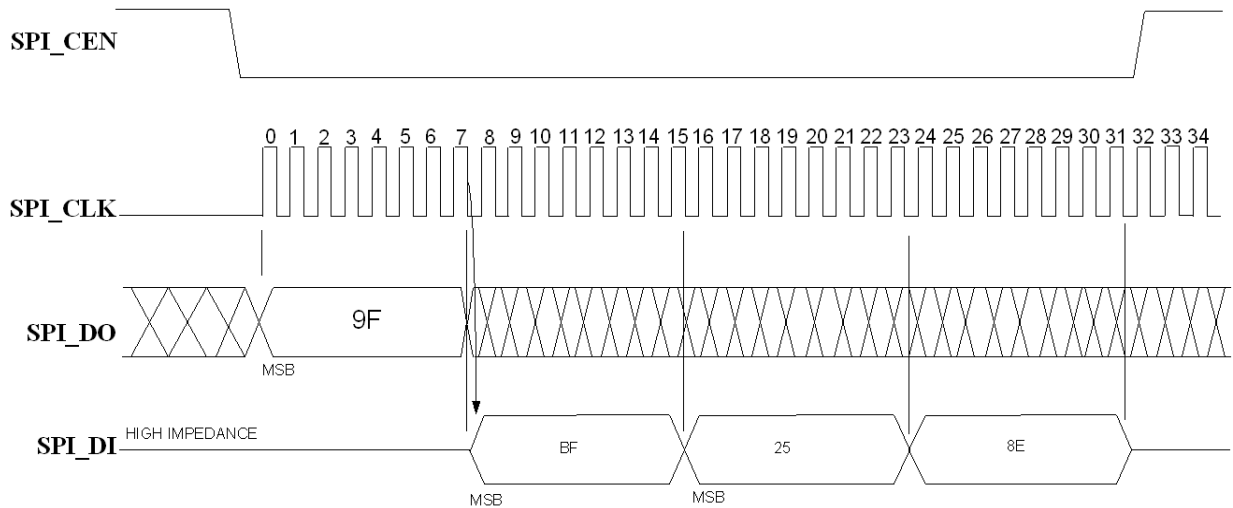 SPI_CEN
0 1 2 3 4 5 6 7 8 9 10 11 12 13 14 15 16 17 18 19 20 21 22 23 24 25 26 27 28 29 30 31 32 33 34
SPI_CLK
SPI_DO
9F
MSB
HIGH IMPEDANCE
SPI_DI
BF 25 8E
MSB MSB